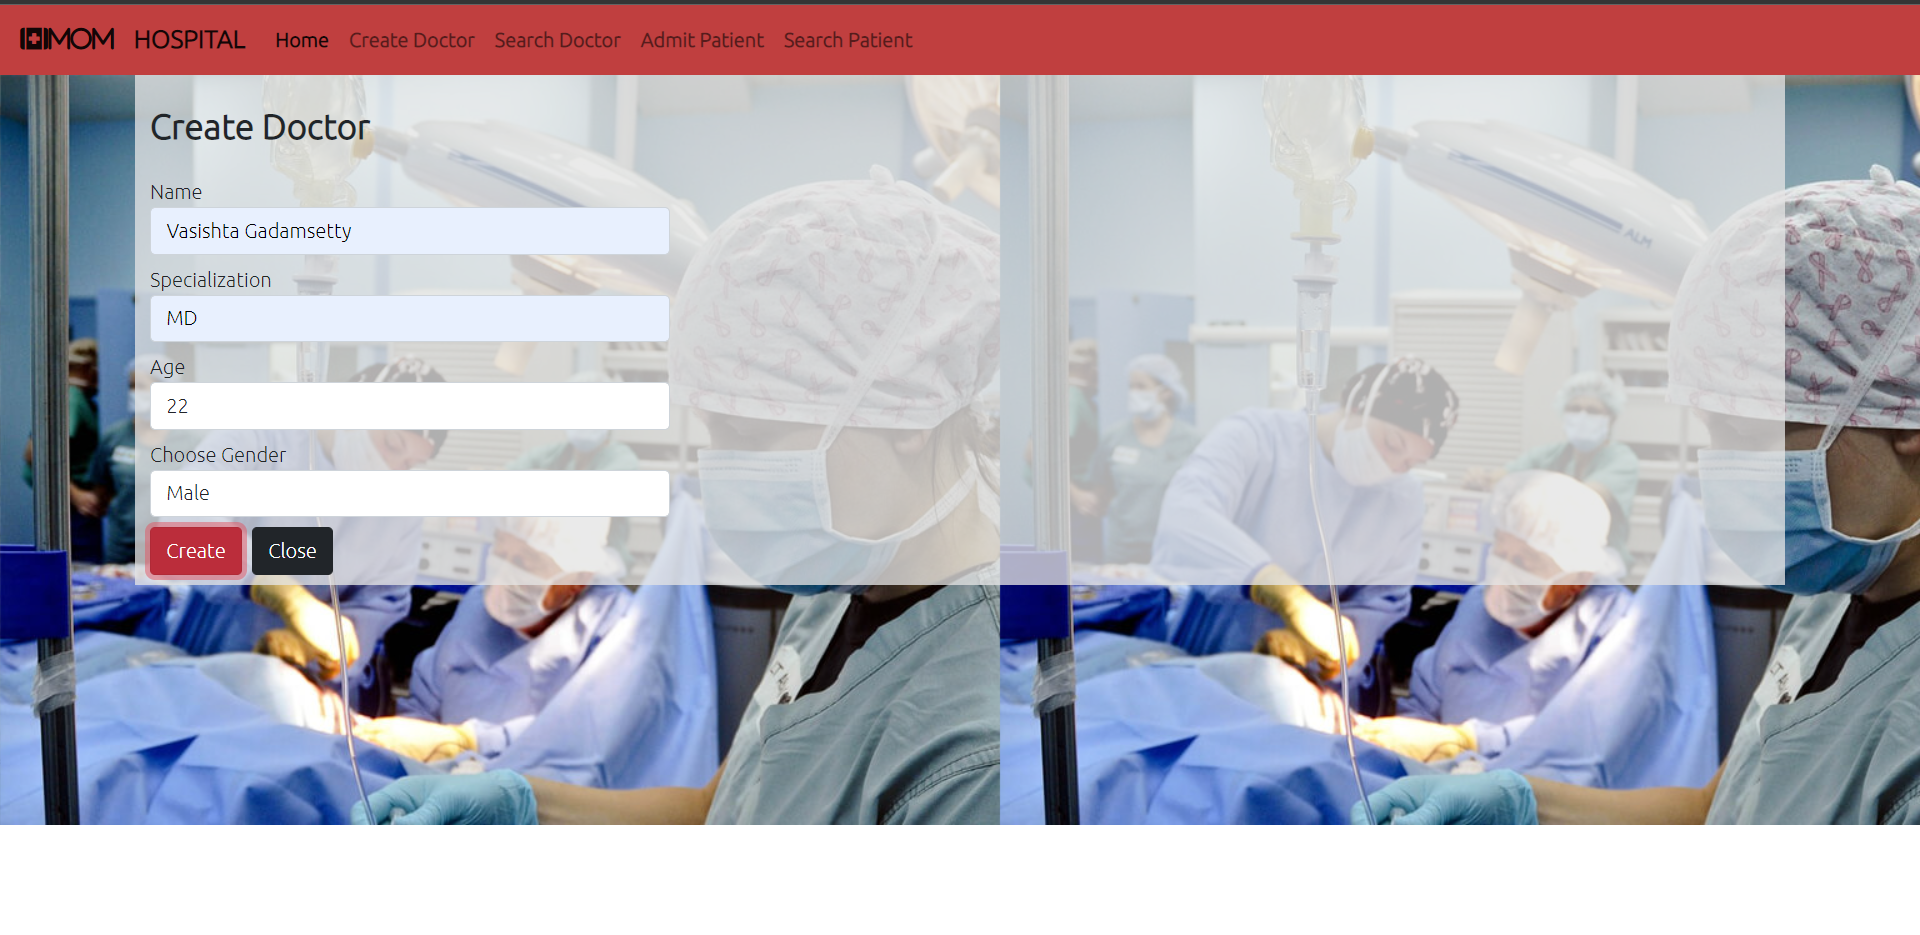 MOM HOSPITAL Home Create Doctor Search Doctor Admit Patient Search Patient
Create Doctor
Name
Vasishta Gadamsetty
Specialization
MD
Age
22
Choose Gender
Male
Create Close
ALM